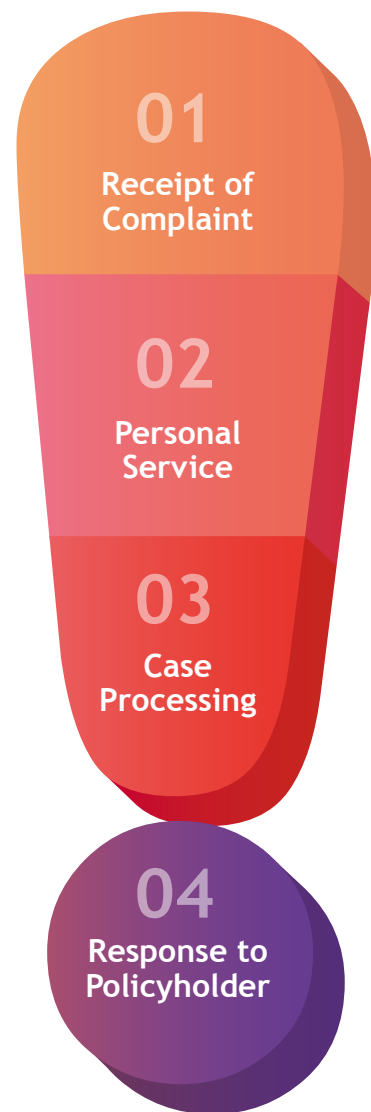 01
Receipt of
Complaint
02
Personal
Service
03
Case
Processing
04
Response to
Policyholder